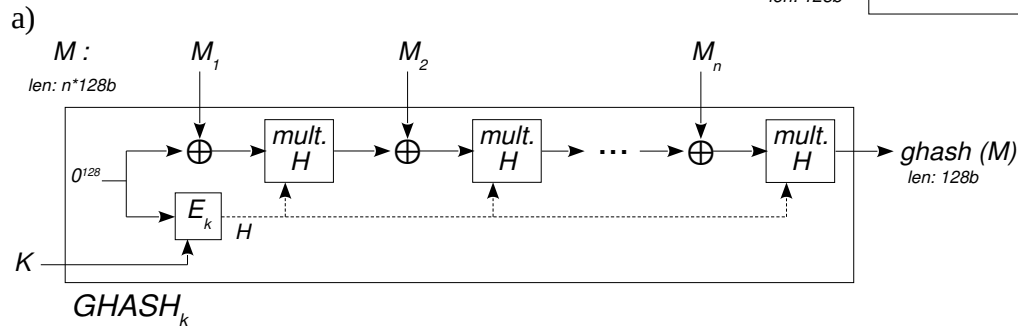 len: 128b
a)
M : M₁ M₂ Mₙ
len: n*128b
mult. H mult. H ... mult. H
ghash (M)
len: 128b
0¹²⁸
Eₖ
H
K
GHASHₖ